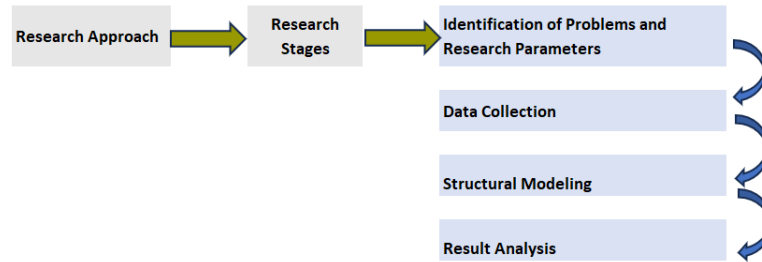 Research Approach
Research
Stages
Identification of Problems and
Research Parameters
Data Collection
Structural Modeling
Result Analysis